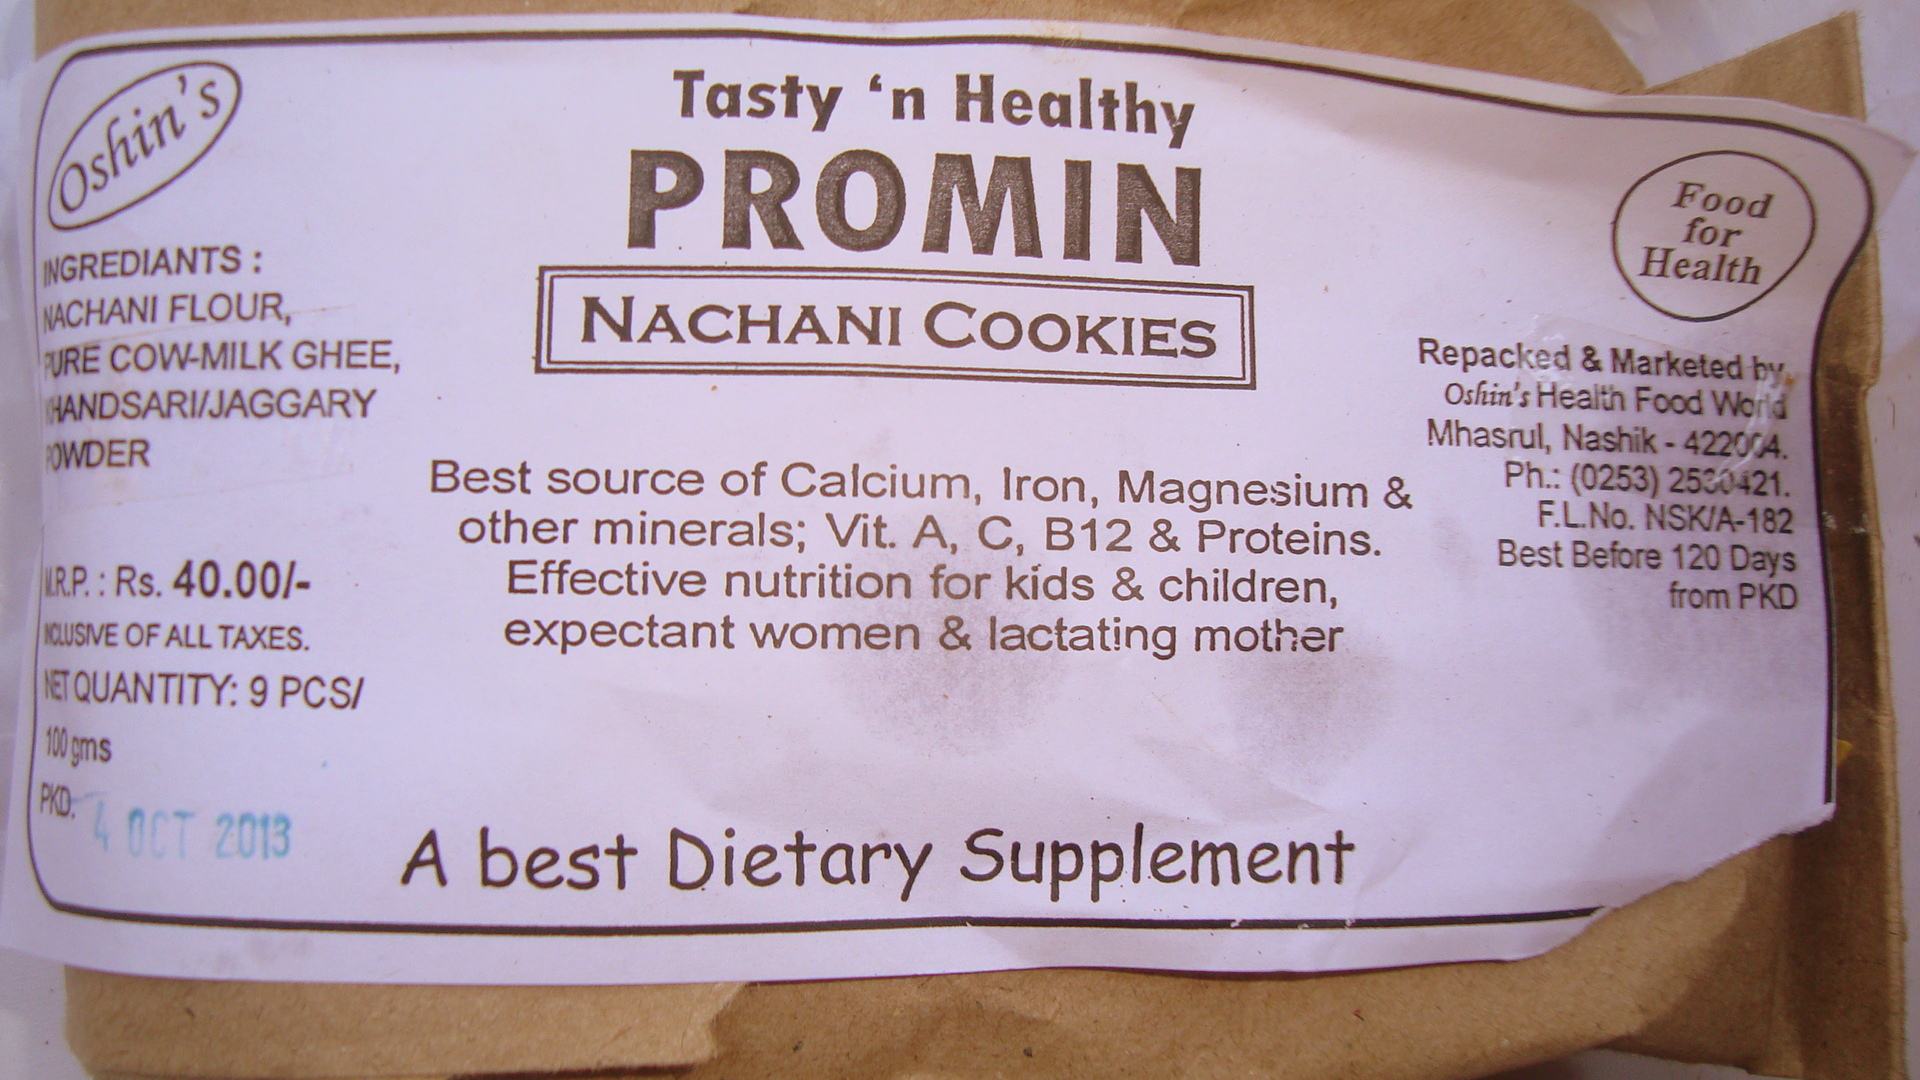 Oshin's
Tasty 'n Healthy
PROMIN
NACHANI COOKIES
Food
for
Health
INGREDIANTS :
NACHANI FLOUR,
PURE COW-MILK GHEE,
KHANDSARI/JAGGARY
POWDER
M.R.P. : Rs. 40.00/-
INCLUSIVE OF ALL TAXES.
NET QUANTITY: 9 PCS/
100 gms
PKD. 4 OCT 2013
Best source of Calcium, Iron, Magnesium &
other minerals; Vit. A, C, B12 & Proteins.
Effective nutrition for kids & children,
expectant women & lactating mother
Repacked & Marketed by
Oshin's Health Food World
Mhasrul, Nashik - 422004.
Ph.: (0253) 2530421.
F.L.No. NSK/A-182
Best Before 120 Days
from PKD
A best Dietary Supplement